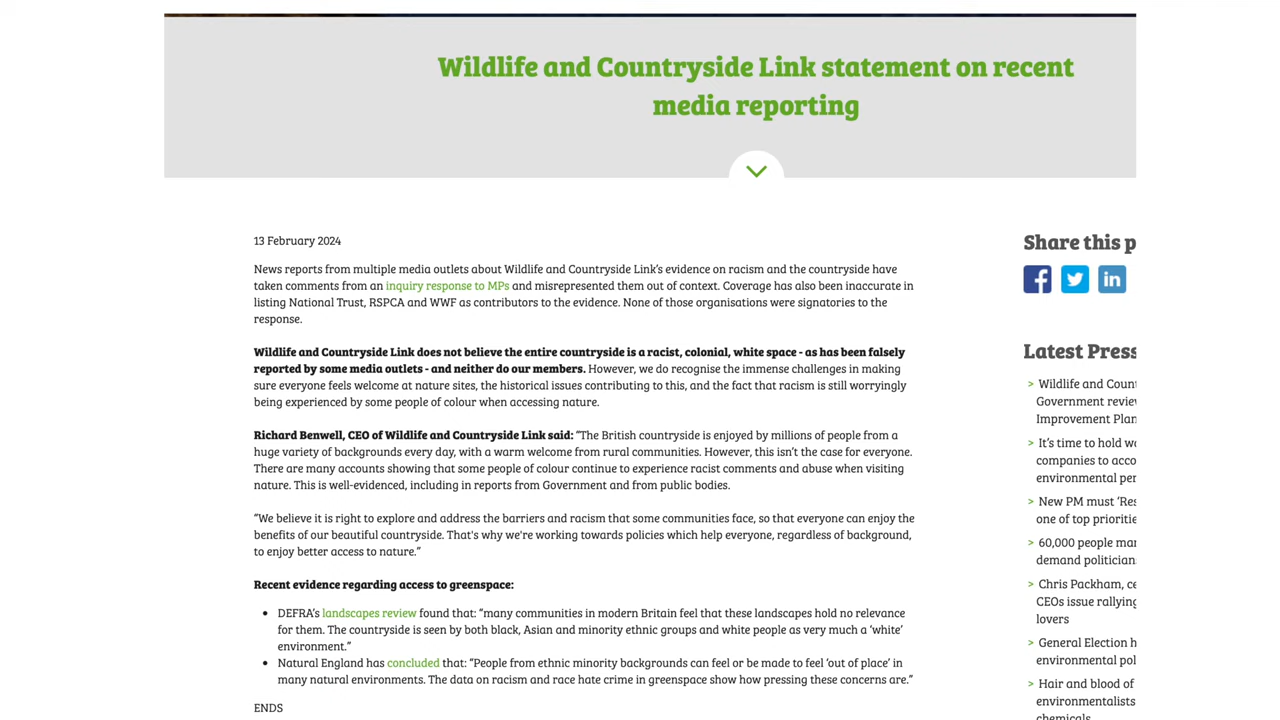 Wildlife and Countryside Link statement on recent
media reporting
13 February 2024
News reports from multiple media outlets about Wildlife and Countryside Link's evidence on racism and the countryside have
taken comments from an inquiry response to MPs and misrepresented them out of context. Coverage has also been inaccurate in
listing National Trust, RSPCA and WWF as contributors to the evidence. None of those organisations were signatories to the
response.
Wildlife and Countryside Link does not believe the entire countryside is a racist, colonial, white space - as has been falsely
reported by some media outlets - and neither do our members. However, we do recognise the immense challenges in making
sure everyone feels welcome at nature sites, the historical issues contributing to this, and the fact that racism is still worryingly
being experienced by some people of colour when accessing nature.
Richard Benwell, CEO of Wildlife and Countryside Link said: “The British countryside is enjoyed by millions of people from a
huge variety of backgrounds every day, with a warm welcome from rural communities. However, this isn't the case for everyone.
There are many accounts showing that some people of colour continue to experience racist comments and abuse when visiting
nature. This is well-evidenced, including in reports from Government and from public bodies.
“We believe it is right to explore and address the barriers and racism that some communities face, so that everyone can enjoy the
benefits of our beautiful countryside. That's why we're working towards policies which help everyone, regardless of background,
to enjoy better access to nature.”
Recent evidence regarding access to greenspace:
• DEFRA's landscapes review found that: “many communities in modern Britain feel that these landscapes hold no relevance
for them. The countryside is seen by both black, Asian and minority ethnic groups and white people as very much a ‘white’
environment.”
• Natural England has concluded that: “People from ethnic minority backgrounds can feel or be made to feel ‘out of place’ in
many natural environments. The data on racism and race hate crime in greenspace show how pressing these concerns are.”
ENDS
Share this p
Latest Press
> Wildlife and Coun
Government review
Improvement Plan
> It's time to hold wa
companies to acco
environmental per
> New PM must ‘Res
one of top prioritie
> 60,000 people mar
demand politician
> Chris Packham, ce
CEOs issue rallying
lovers
> General Election h
environmental pol
> Hair and blood of
environmentalists
chemicals